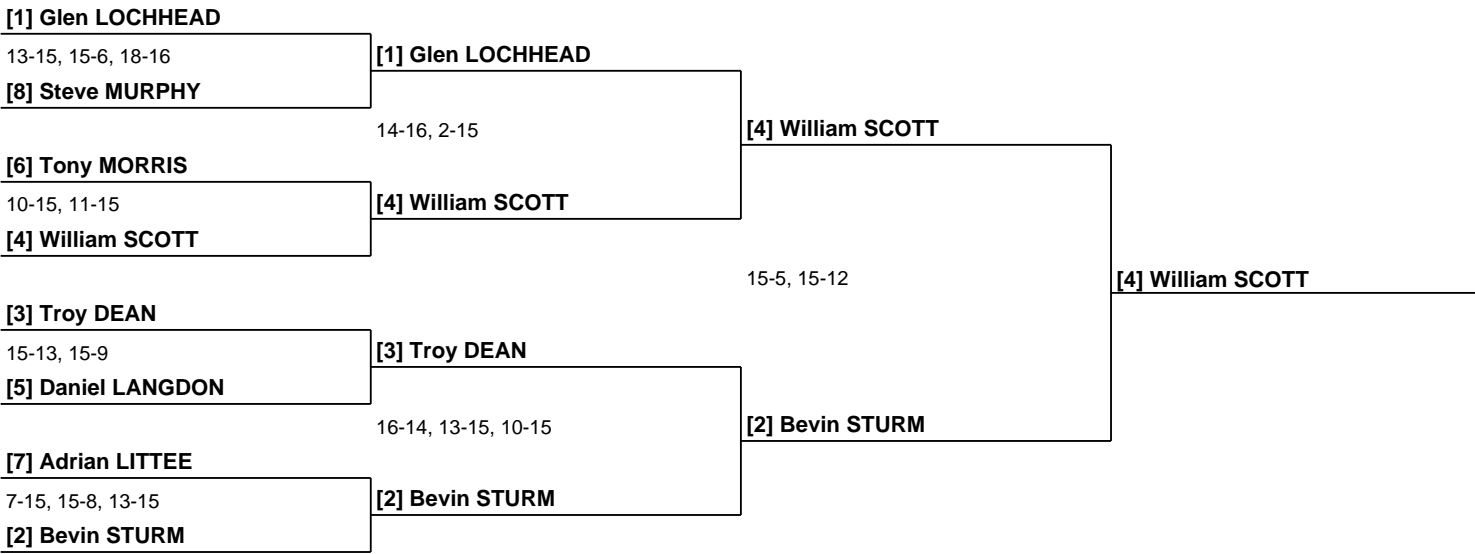 [1] Glen LOCHHEAD
13-15, 15-6, 18-16
[1] Glen LOCHHEAD
[8] Steve MURPHY
14-16, 2-15
[4] William SCOTT
[6] Tony MORRIS
10-15, 11-15
[4] William SCOTT
[4] William SCOTT
15-5, 15-12
[4] William SCOTT
[3] Troy DEAN
15-13, 15-9
[3] Troy DEAN
[5] Daniel LANGDON
16-14, 13-15, 10-15
[2] Bevin STURM
[7] Adrian LITTEE
7-15, 15-8, 13-15
[2] Bevin STURM
[2] Bevin STURM